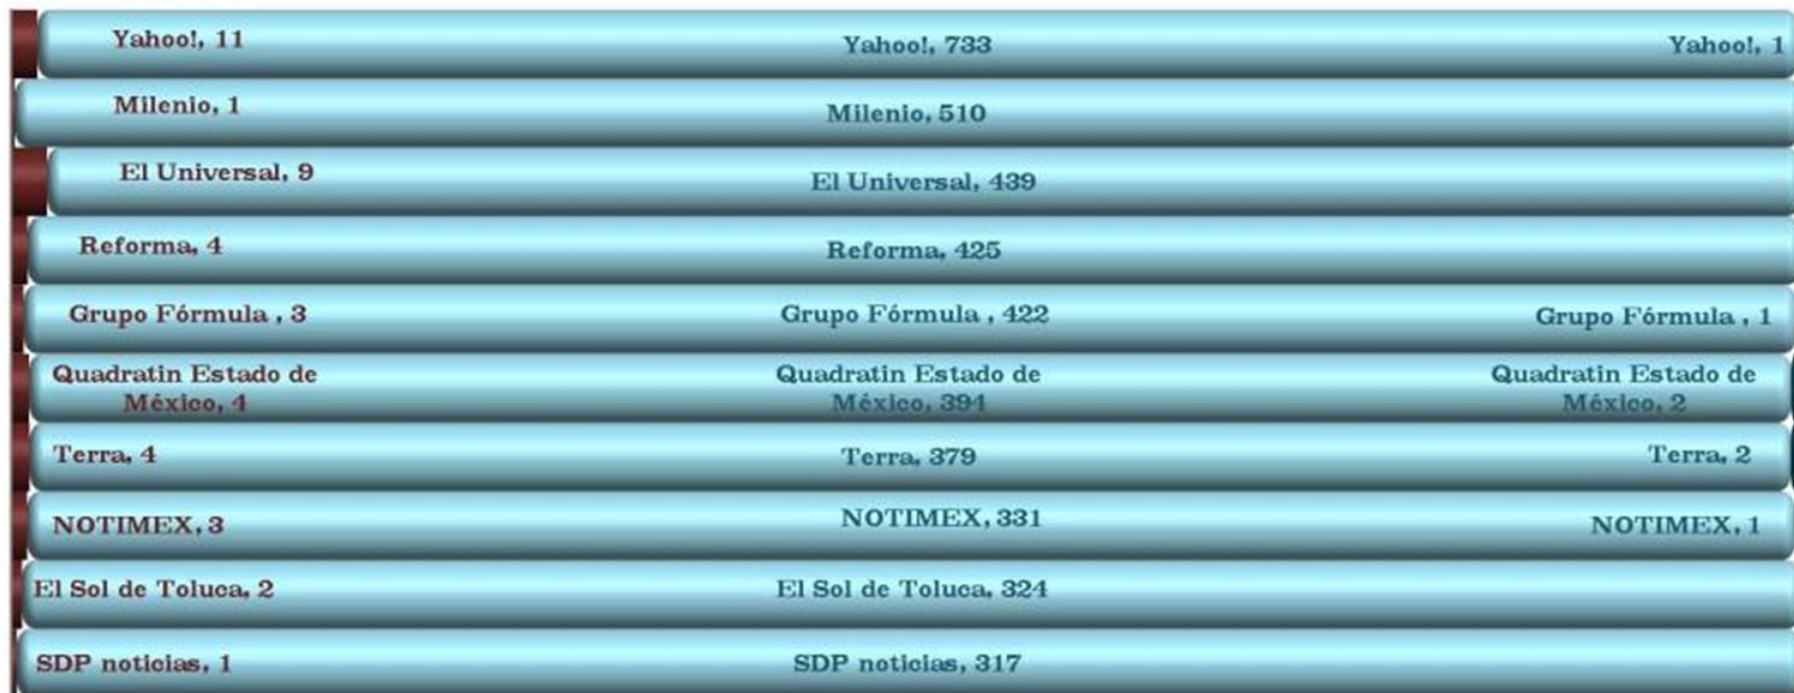 Yahoo!, 11 Yahoo!, 733 Yahoo!, 1
Milenio, 1 Milenio, 510
El Universal, 9 El Universal, 439
Reforma, 4 Reforma, 425
Grupo Fórmula , 3 Grupo Fórmula , 422 Grupo Fórmula , 1
Quadratin Estado de Quadratin Estado de Quadratin Estado de
México, 4 México, 394 México, 2
Terra, 4 Terra, 379 Terra, 2
NOTIMEX, 3 NOTIMEX, 331 NOTIMEX, 1
El Sol de Toluca, 2 El Sol de Toluca, 324
SDP noticias, 1 SDP noticias, 317